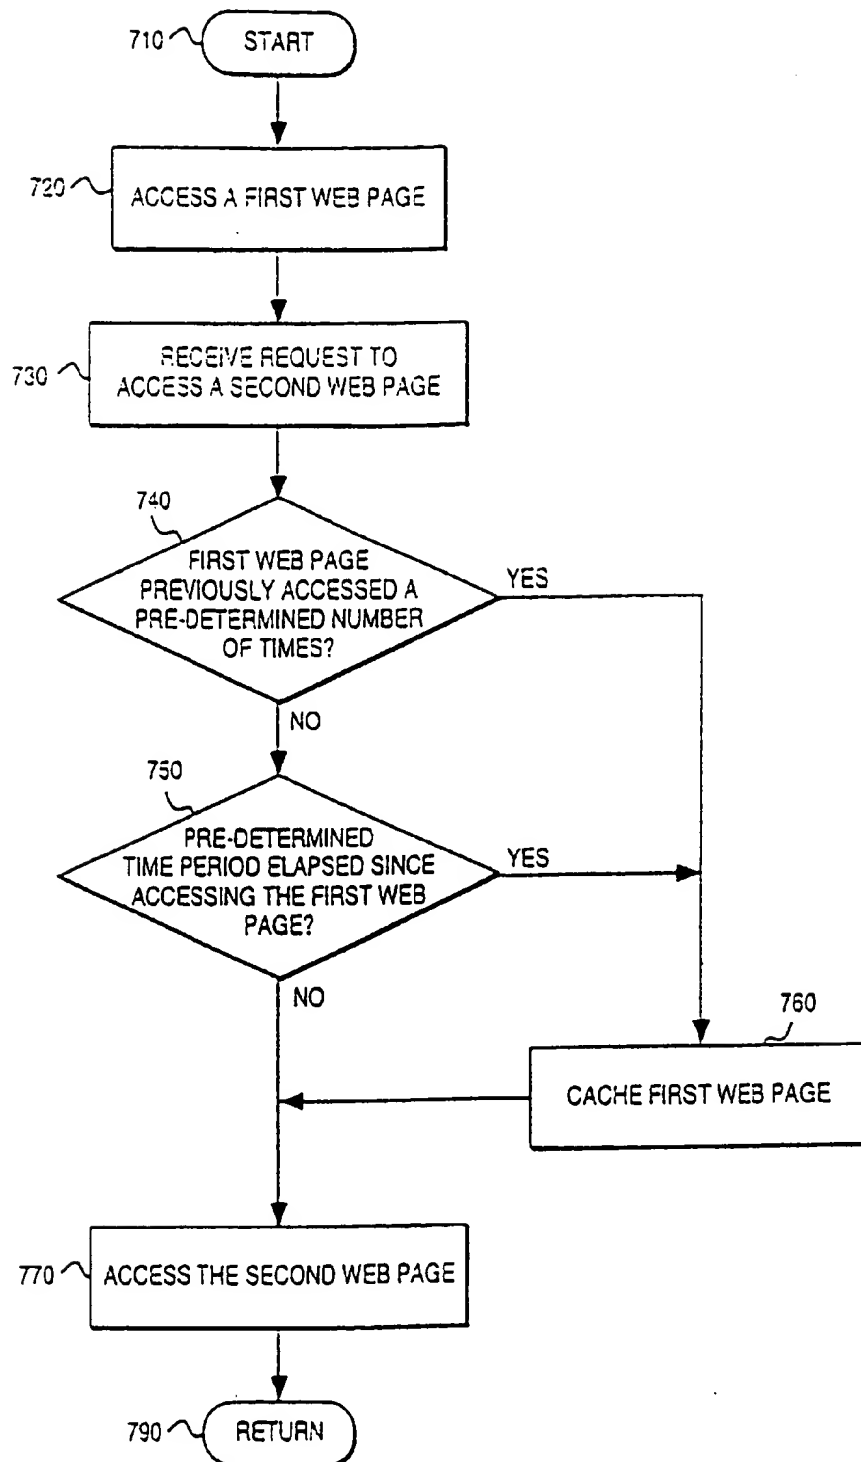 710
START
720
ACCESS A FIRST WEB PAGE
730
RECEIVE REQUEST TO
ACCESS A SECOND WEB PAGE
740
FIRST WEB PAGE
PREVIOUSLY ACCESSED A
PRE-DETERMINED NUMBER
OF TIMES?
YES
NO
750
PRE-DETERMINED
TIME PERIOD ELAPSED SINCE
ACCESSING THE FIRST WEB
PAGE?
YES
NO
760
CACHE FIRST WEB PAGE
770
ACCESS THE SECOND WEB PAGE
790
RETURN